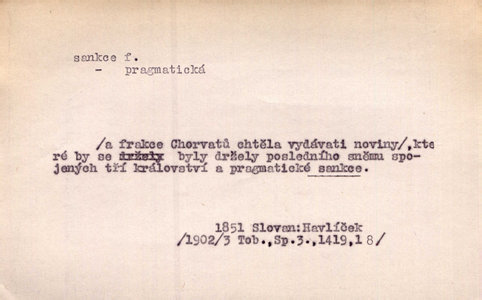 sankce f.
- pragmatická
/a frakce Chorvatů chtěla vydávati noviny/,kte
ré by se držely byly držely posledního sněmu spo-
jených tří království a pragmatické sankce.
1851 Slovan:Havlíček
/1902/3 Tob.,Sp.3.,1419,18/